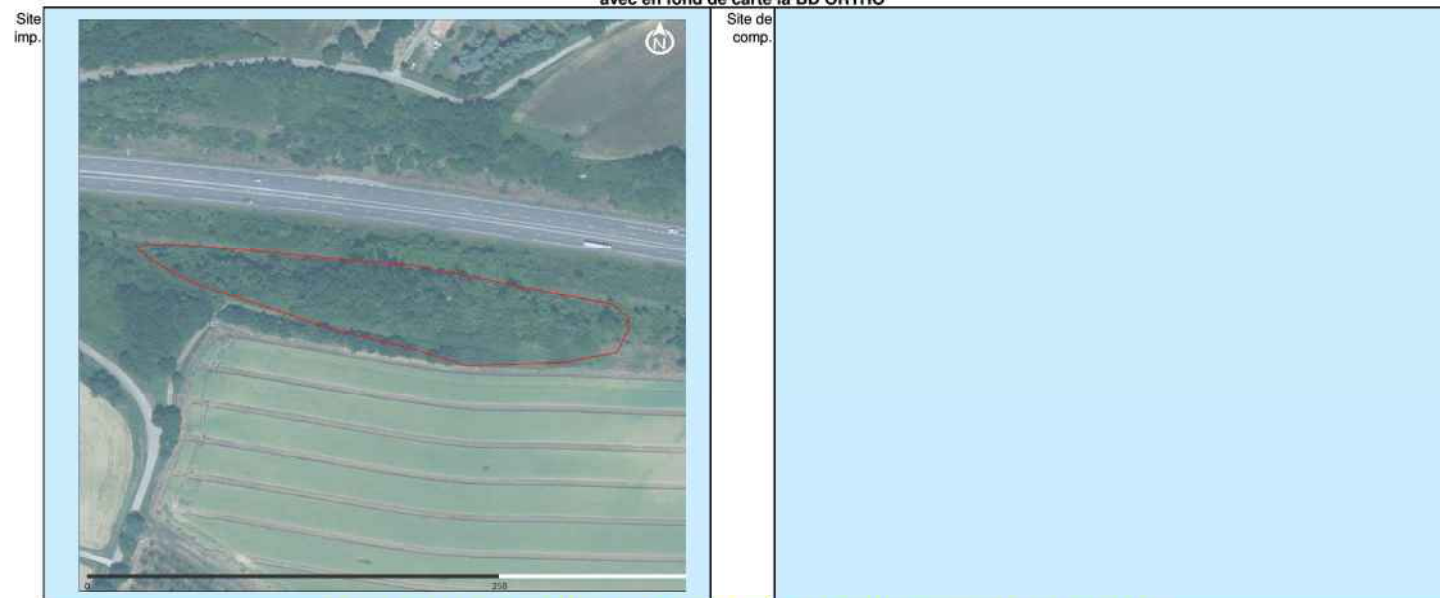 avec en fond de carte la BD ORTHO
Site imp.
Site de comp.
N
0 250